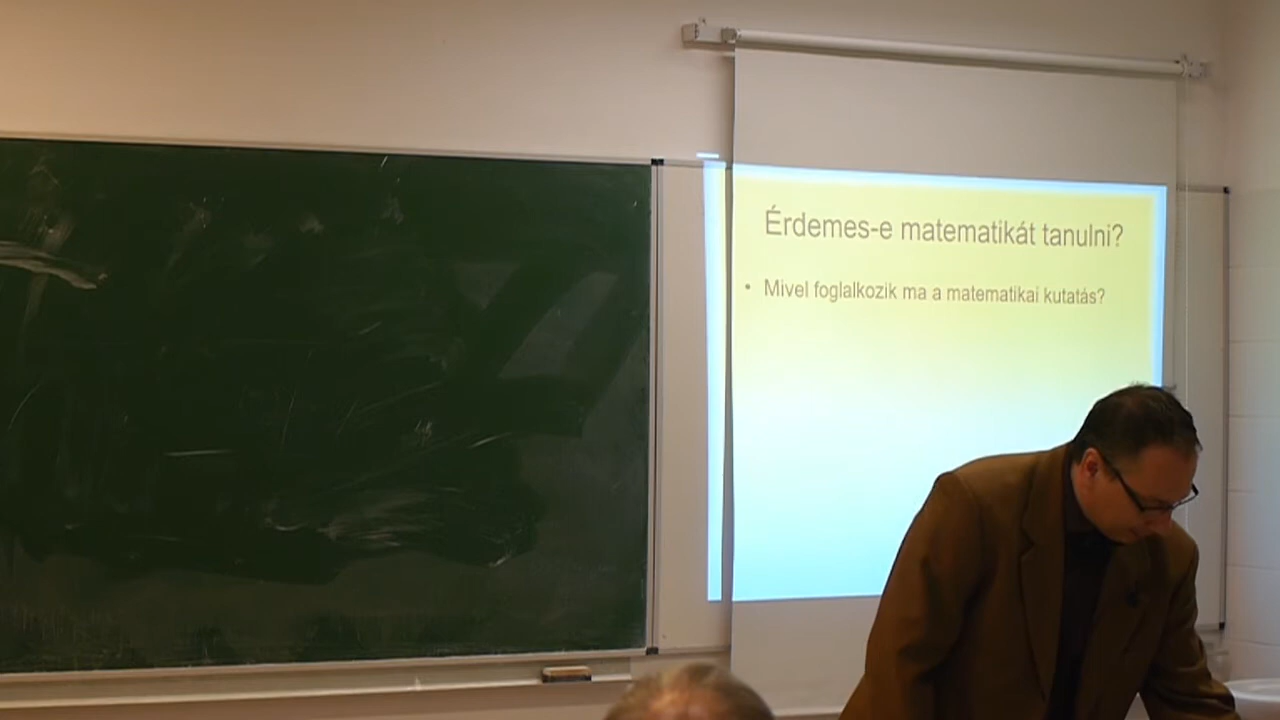 Érdemes-e matematikát tanulni?
• Mivel foglalkozik ma a matematikai kutatás?